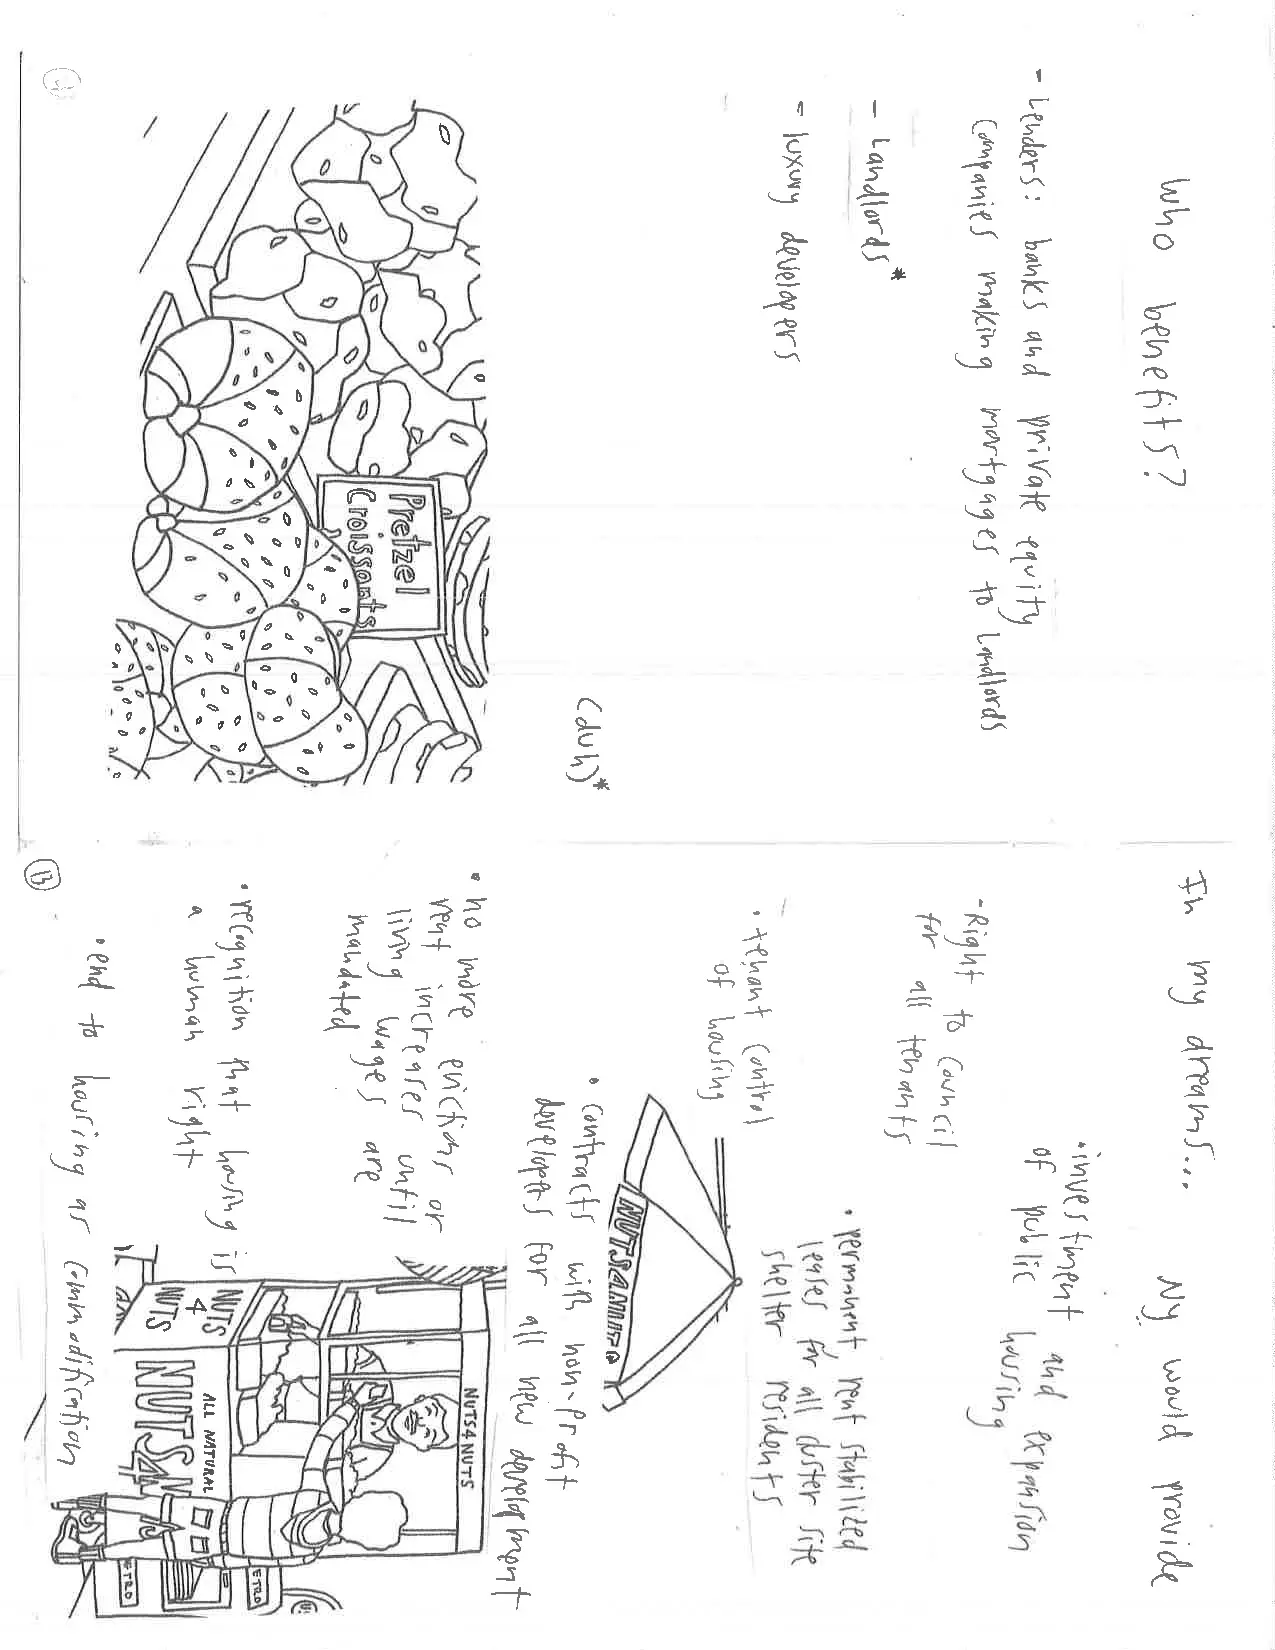 Who benefits?
- Lenders: banks and private equity
companies making mortgages to landlords
- Landlords*
- luxury developers
(duh)*
Pretzel
Croissants
In my dreams... Ny would provide
• investment and expansion
of public housing
- Right to council
for all tenants
• permanent rent stabilized
leases for all cluster site
shelter residents
• tenant control
of housing
• contracts with non-profit
developers for all new development
• no more evictions or
rent increases until
living wages are
mandated
• recognition that housing is
a human right
• end to housing as commodification
13
NUTS4NUTS
NUTS4NUTS
NUTS
4
NUTS
ALL NATURAL
NUTS4N
ETRO
ETRO